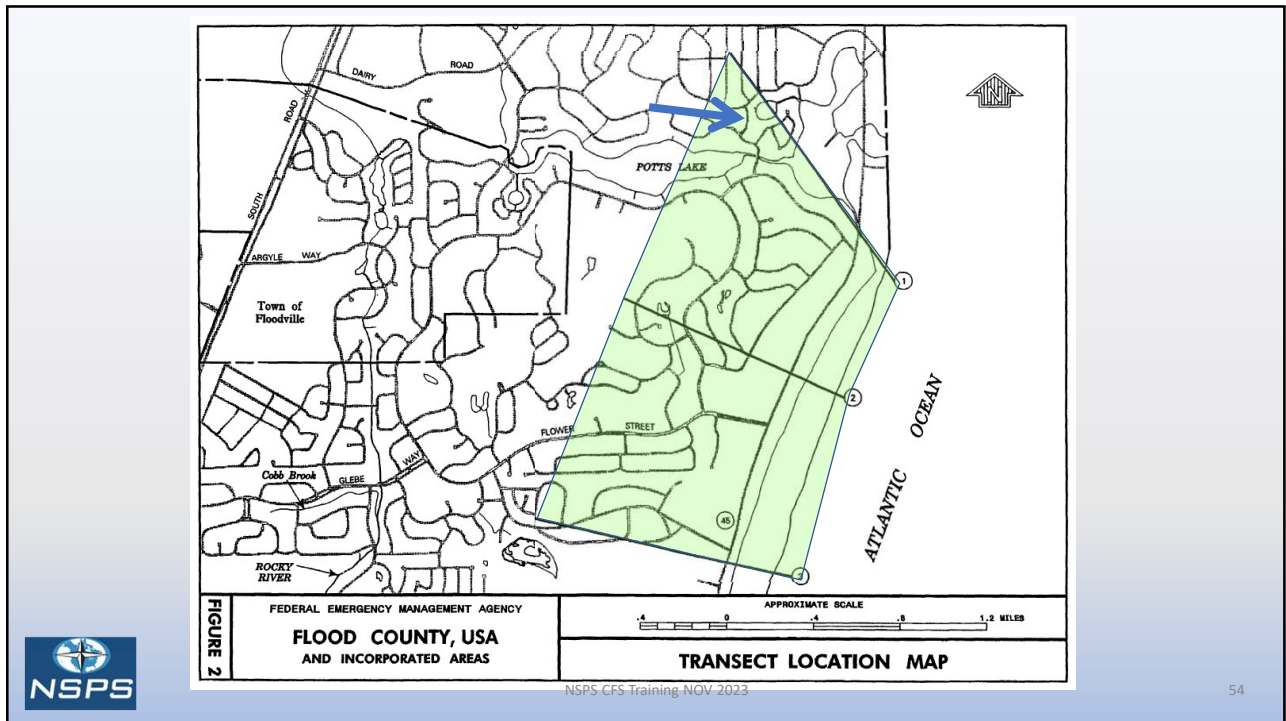 DAIRY ROAD
SOUTH ROAD
POTTS LAKE
ARGYLE WAY
Town of
Floodville
1
2
ATLANTIC OCEAN
FLOWER STREET
GLEBE WAY
Cobb Brook
45
ROCKY
RIVER
FIGURE 2
FEDERAL EMERGENCY MANAGEMENT AGENCY
FLOOD COUNTY, USA
AND INCORPORATED AREAS
APPROXIMATE SCALE
.4 0 .4 .8 1.2 MILES
TRANSECT LOCATION MAP
NSPS
NSPS CFS Training NOV 2023
54